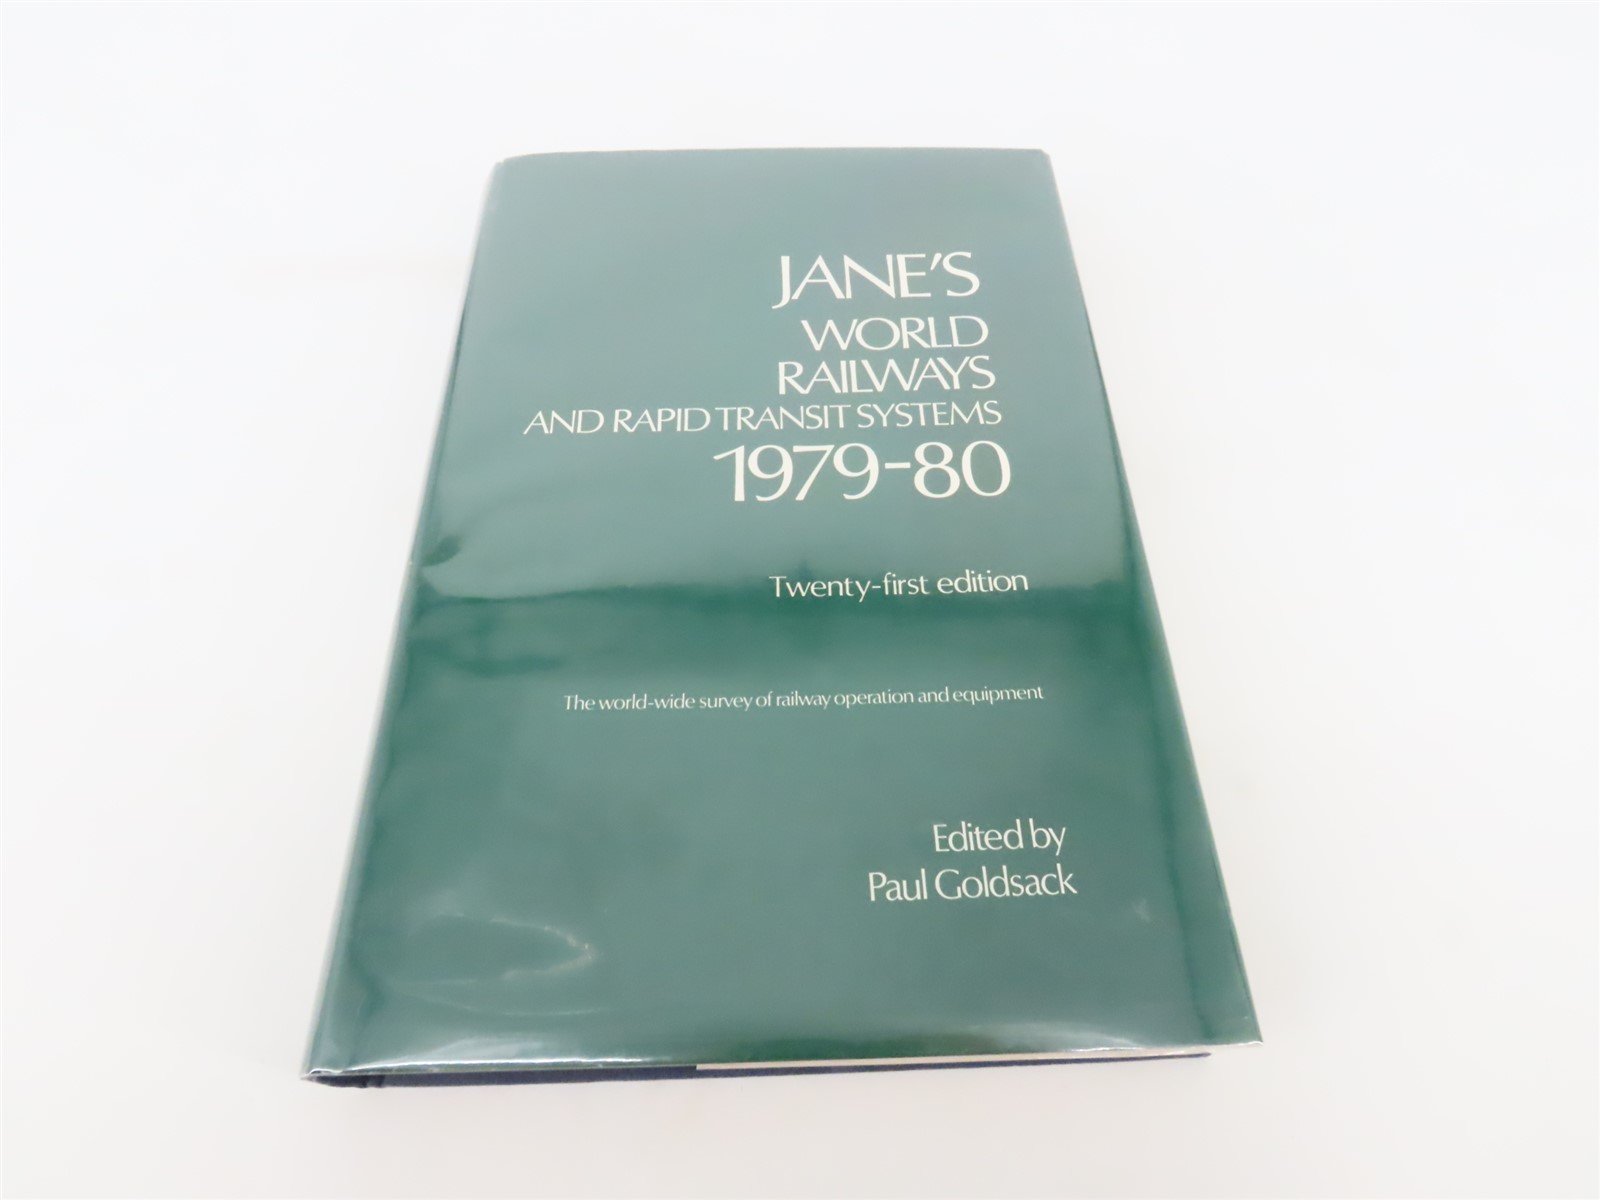 JANE'S
WORLD
RAILWAYS
AND RAPID TRANSIT SYSTEMS
1979-80
Twenty-first edition
The world-wide survey of railway operation and equipment
Edited by
Paul Goldsack